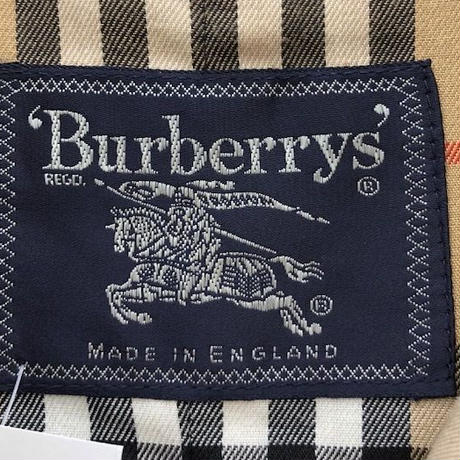 'Burberrys'
REGD. ®
®
MADE IN ENGLAND